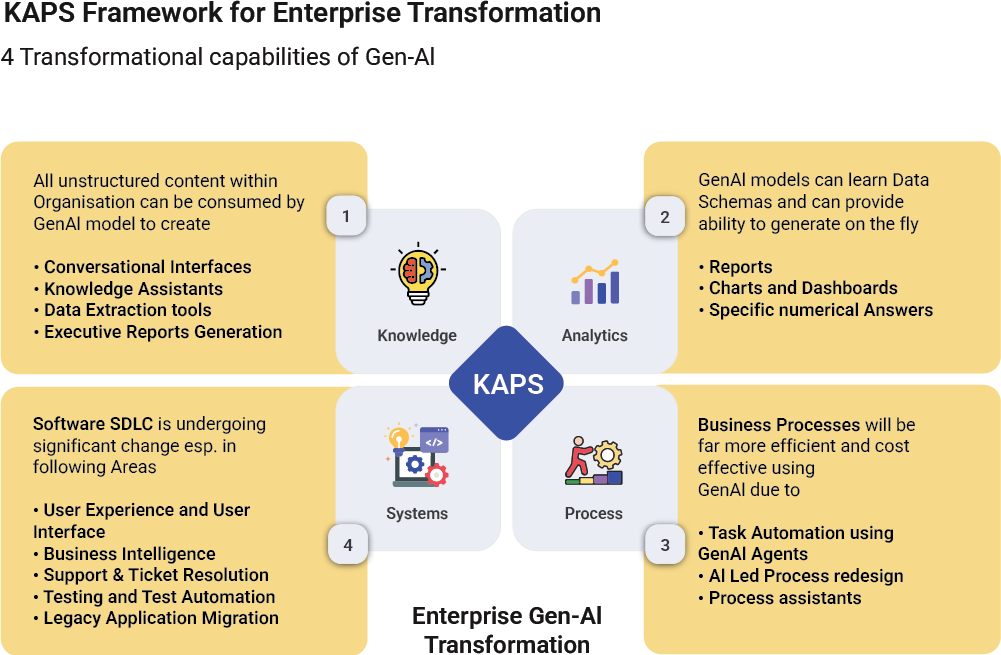 KAPS Framework for Enterprise Transformation
4 Transformational capabilities of Gen-AI
All unstructured content within
Organisation can be consumed by
GenAI model to create
• Conversational Interfaces
• Knowledge Assistants
• Data Extraction tools
• Executive Reports Generation
1
Knowledge
2
GenAI models can learn Data
Schemas and can provide
ability to generate on the fly
• Reports
• Charts and Dashboards
• Specific numerical Answers
Analytics
KAPS
Software SDLC is undergoing
significant change esp. in
following Areas
• User Experience and User
Interface
• Business Intelligence
• Support & Ticket Resolution
• Testing and Test Automation
• Legacy Application Migration
4
</>
Systems
Process
3
Business Processes will be
far more efficient and cost
effective using
GenAI due to
• Task Automation using
GenAI Agents
• AI Led Process redesign
• Process assistants
Enterprise Gen-AI
Transformation